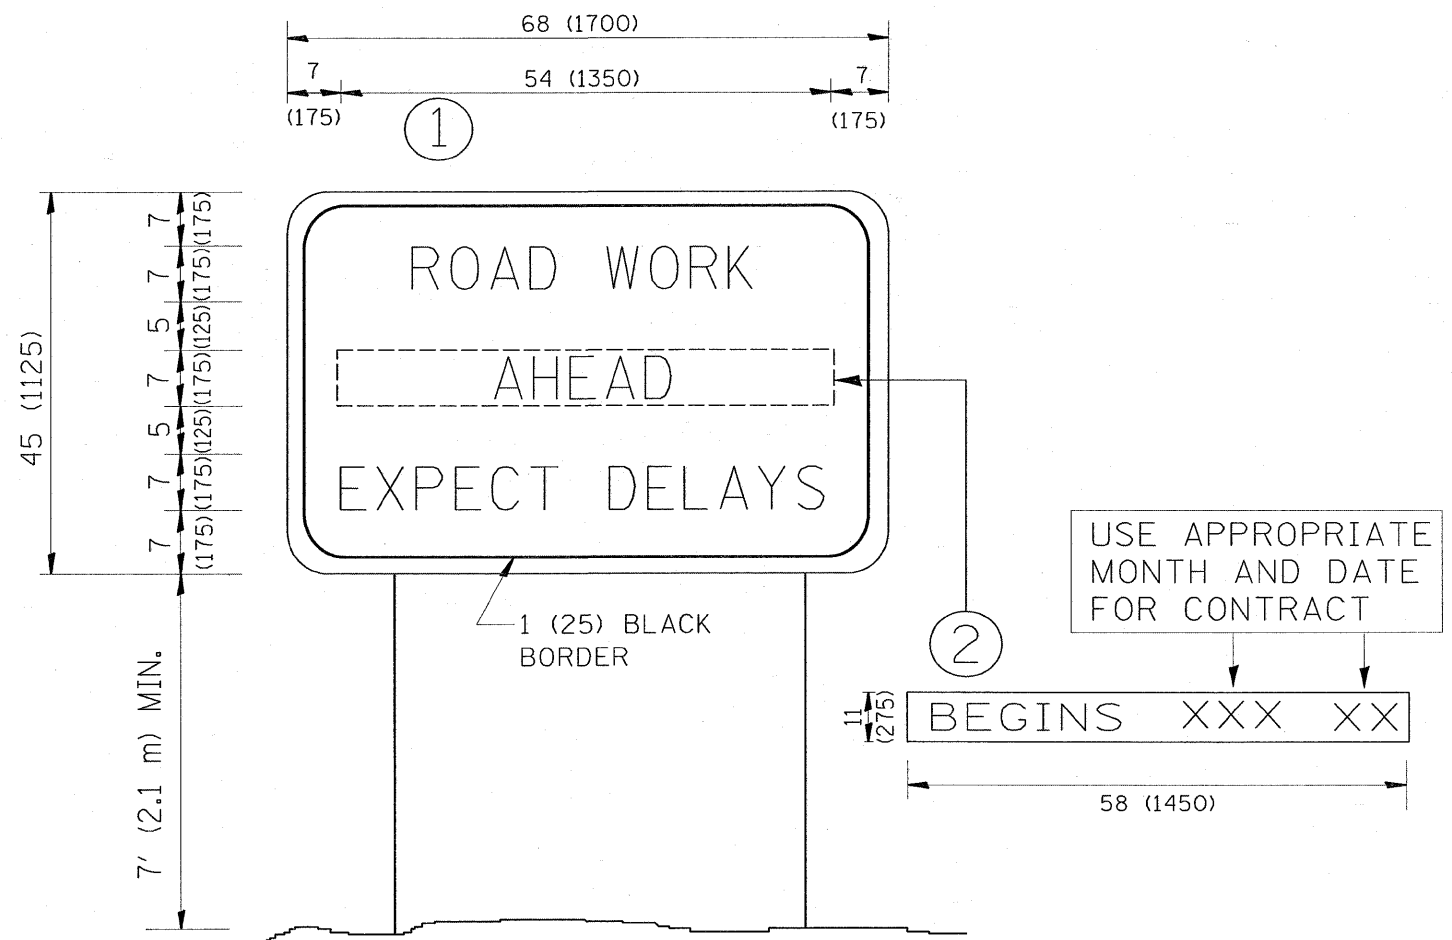 68 (1700)
7 54 (1350) 7
(175) (175)
1
ROAD WORK
AHEAD
EXPECT DELAYS
45 (1125)
7 (175)
7 (175)
5 (125)
7 (175)
5 (125)
7 (175)
7 (175)
7' (2.1 m) MIN.
1 (25) BLACK
BORDER
USE APPROPRIATE
MONTH AND DATE
FOR CONTRACT
2
11
(275)
BEGINS XXX XX
58 (1450)